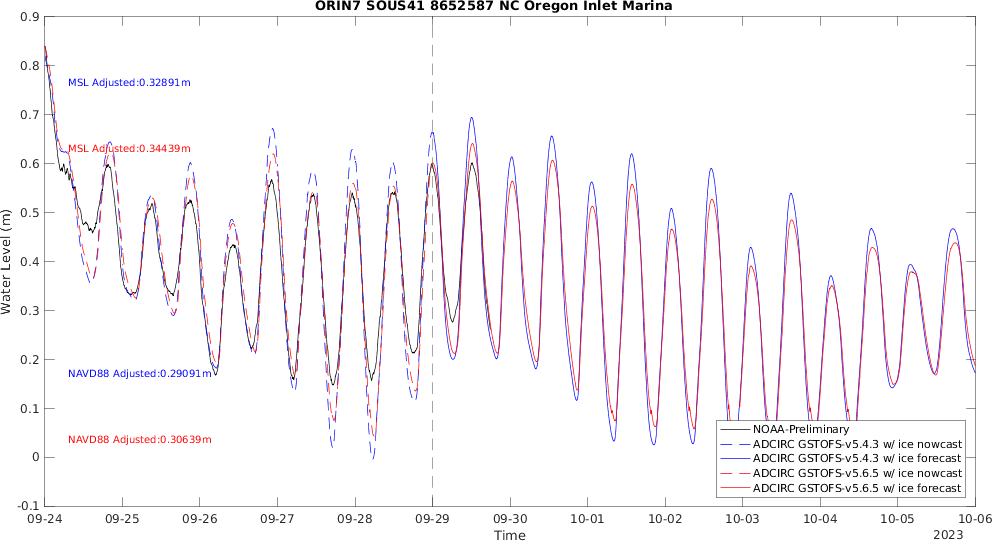 ORIN7 SOUS41 8652587 NC Oregon Inlet Marina
0.9
0.8
0.7
0.6
0.5
0.4
0.3
0.2
0.1
0
-0.1
Water Level (m)
MSL Adjusted:0.32891m
MSL Adjusted:0.34439m
NAVD88 Adjusted:0.29091m
NAVD88 Adjusted:0.30639m
NOAA-Preliminary
ADCIRC GSTOFS-v5.4.3 w/ ice nowcast
ADCIRC GSTOFS-v5.4.3 w/ ice forecast
ADCIRC GSTOFS-v5.6.5 w/ ice nowcast
ADCIRC GSTOFS-v5.6.5 w/ ice forecast
09-24 09-25 09-26 09-27 09-28 09-29 09-30 10-01 10-02 10-03 10-04 10-05 10-06
Time
2023